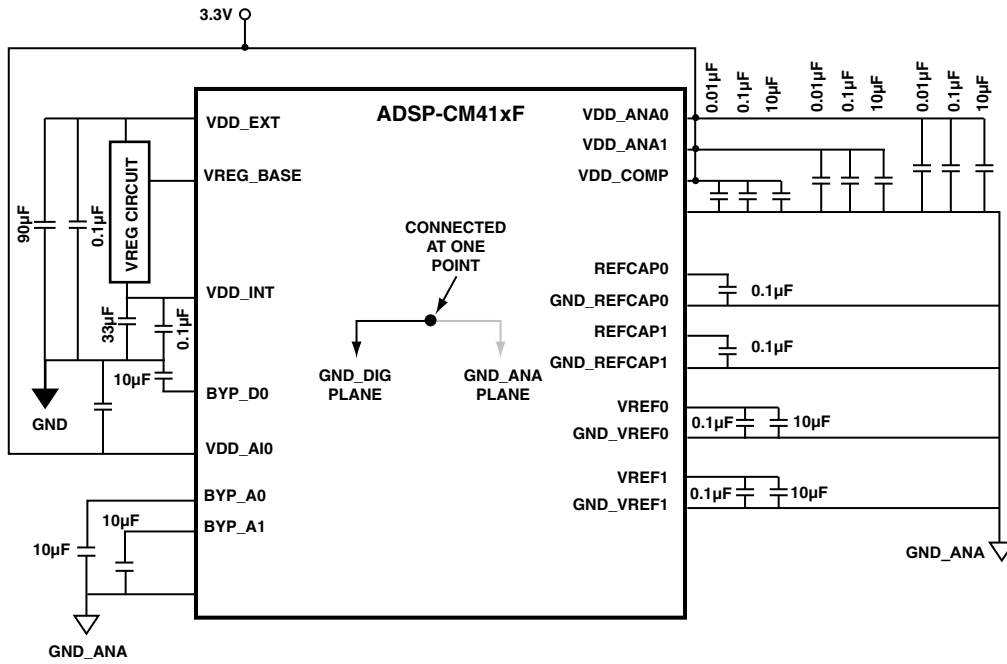 3.3V
ADSP-CM41xF
VDD_EXT
VREG_BASE
VDD_INT
BYP_D0
VDD_AI0
BYP_A0
BYP_A1
90µF
0.1µF
VREG CIRCUIT
33µF
0.1µF
10µF
GND
10µF
10µF
GND_ANA
CONNECTED
AT ONE
POINT
GND_DIG
PLANE
GND_ANA
PLANE
VDD_ANA0
VDD_ANA1
VDD_COMP
REFCAP0
GND_REFCAP0
REFCAP1
GND_REFCAP1
VREF0
GND_VREF0
VREF1
GND_VREF1
0.01µF
0.1µF
10µF
0.01µF
0.1µF
10µF
0.01µF
0.1µF
10µF
0.1µF
0.1µF
0.1µF
10µF
0.1µF
10µF
GND_ANA